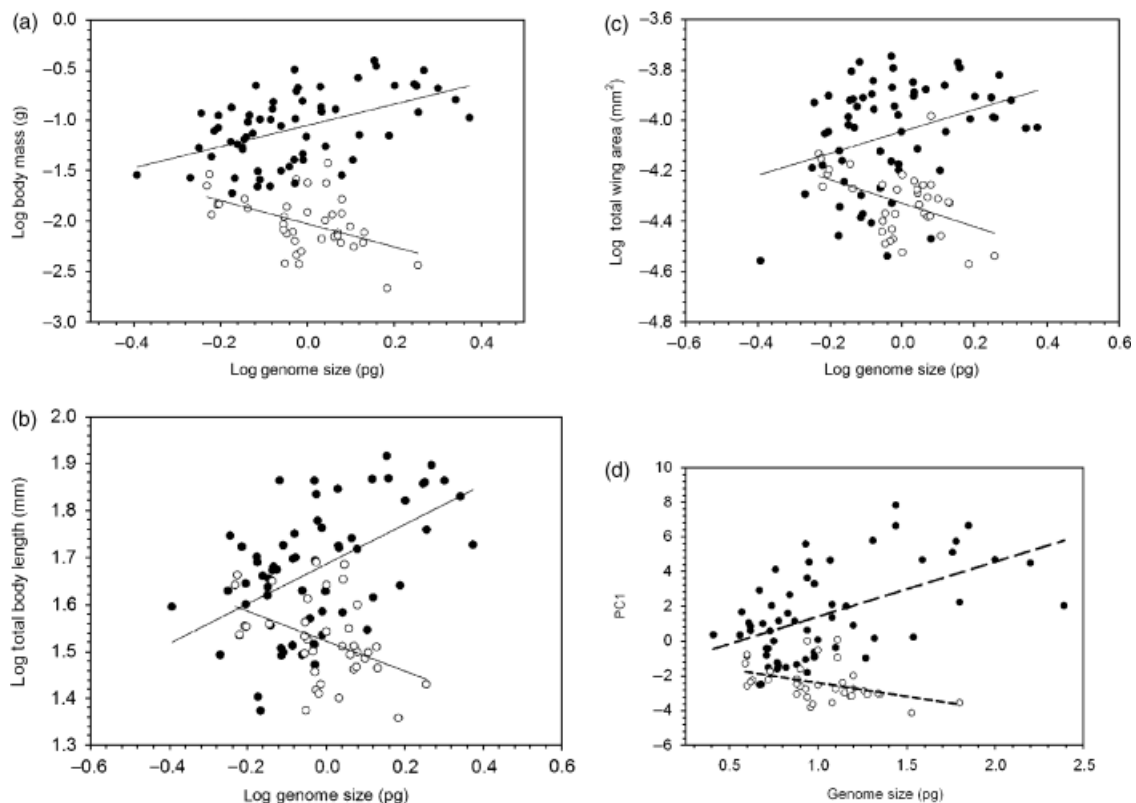 (a)
0.0
−0.5
−1.0
−1.5
−2.0
−2.5
−3.0
Log body mass (g)
−0.4 −0.2 0.0 0.2 0.4
Log genome size (pg)
(c)
−3.6
−3.8
−4.0
−4.2
−4.4
−4.6
−4.8
Log total wing area (mm²)
−0.6 −0.4 −0.2 0.0 0.2 0.4 0.6
Log genome size (pg)
(b)
2.0
1.9
1.8
1.7
1.6
1.5
1.4
1.3
Log total body length (mm)
−0.6 −0.4 −0.2 0.0 0.2 0.4 0.6
Log genome size (pg)
(d)
10
8
6
4
2
0
−2
−4
−6
PC1
0.5 1.0 1.5 2.0 2.5
Genome size (pg)